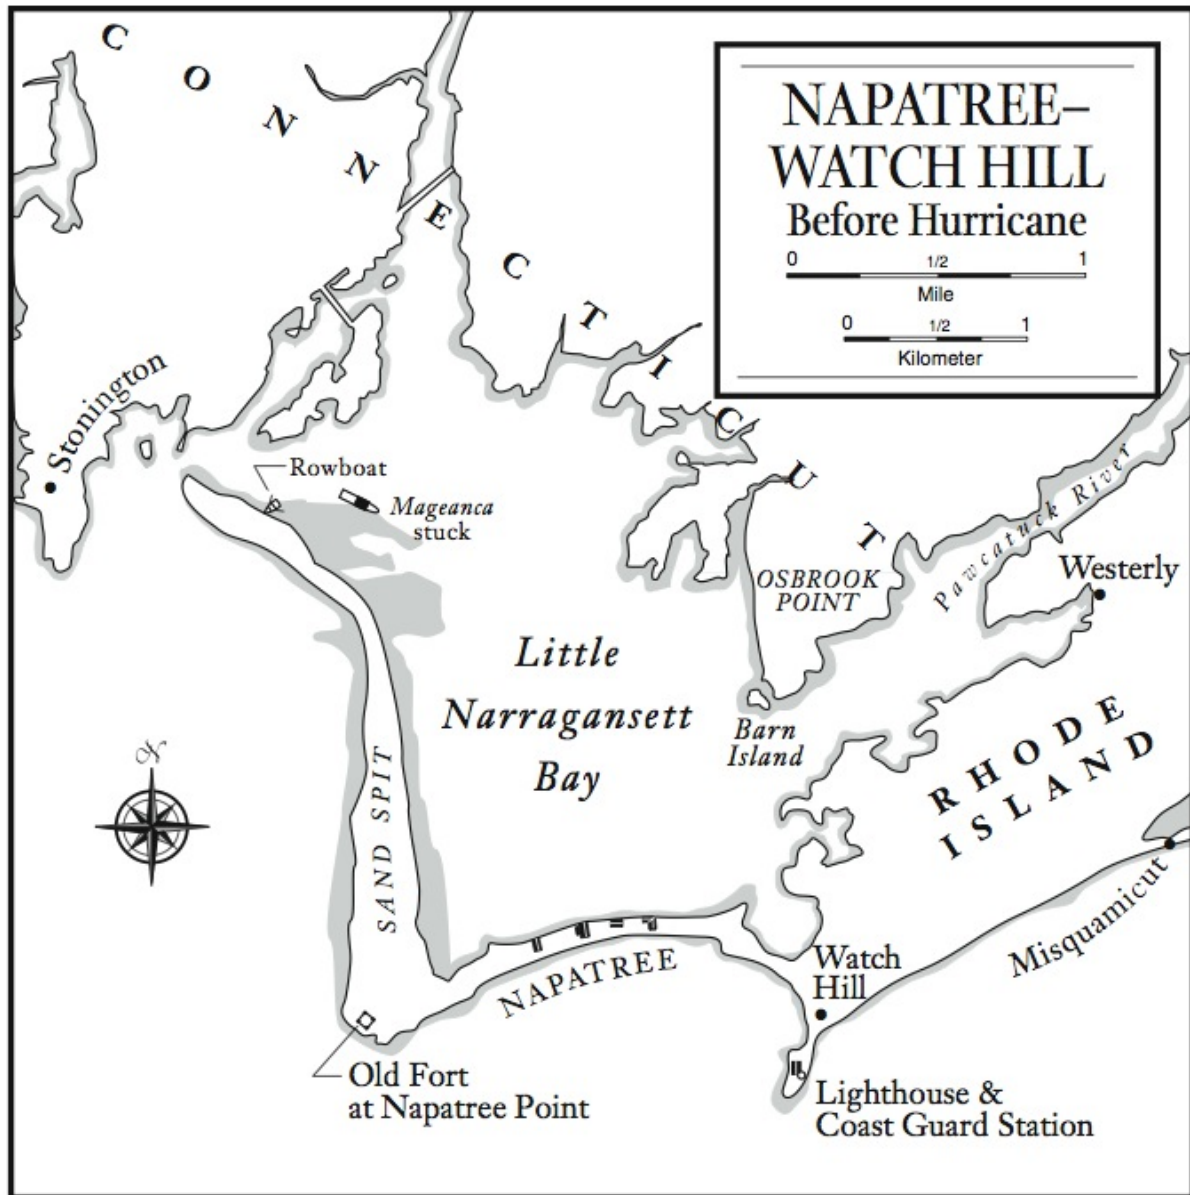 CONNECTICUT
NAPATREE–
WATCH HILL
Before Hurricane
0 1/2 1
Mile
0 1/2 1
Kilometer
Stonington
Rowboat
Mageanca
stuck
OSBROOK
POINT
Pawcatuck River
Westerly
Little
Narragansett
Bay
Barn
Island
RHODE
ISLAND
N
SAND SPIT
NAPATREE
Watch
Hill
Misquamicut
Old Fort
at Napatree Point
Lighthouse &
Coast Guard Station